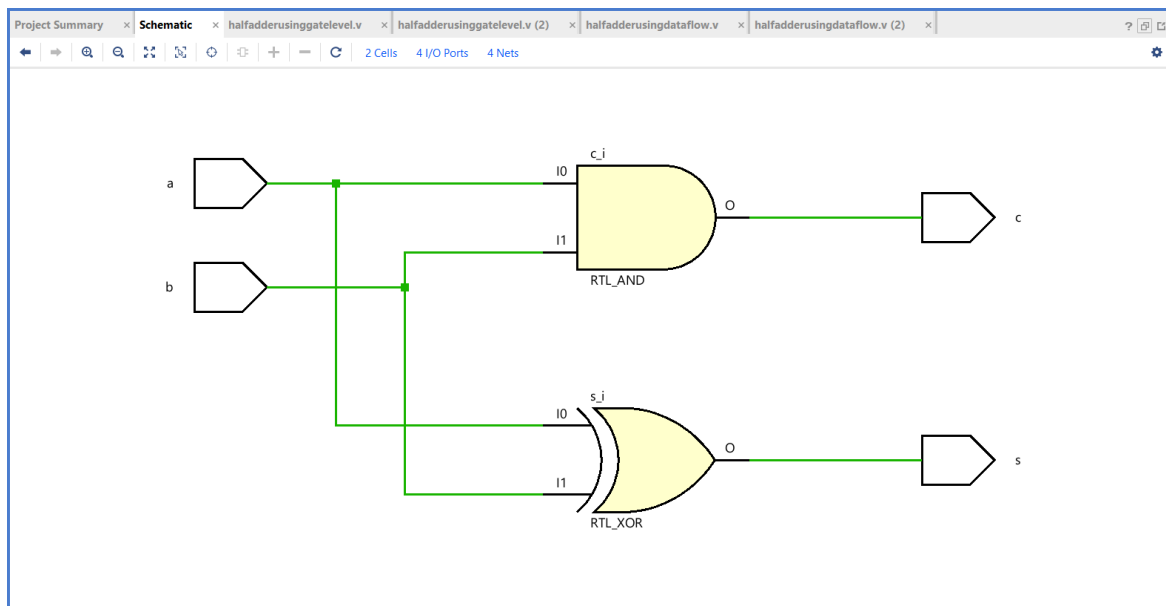 Project Summary × Schematic × halfadderusinggatelevel.v × halfadderusinggatelevel.v (2) × halfadderusingdataflow.v × halfadderusingdataflow.v (2) × ?
2 Cells 4 I/O Ports 4 Nets
c_i
a I0 O c
I1
b RTL_AND
s_i
I0 O s
I1
RTL_XOR